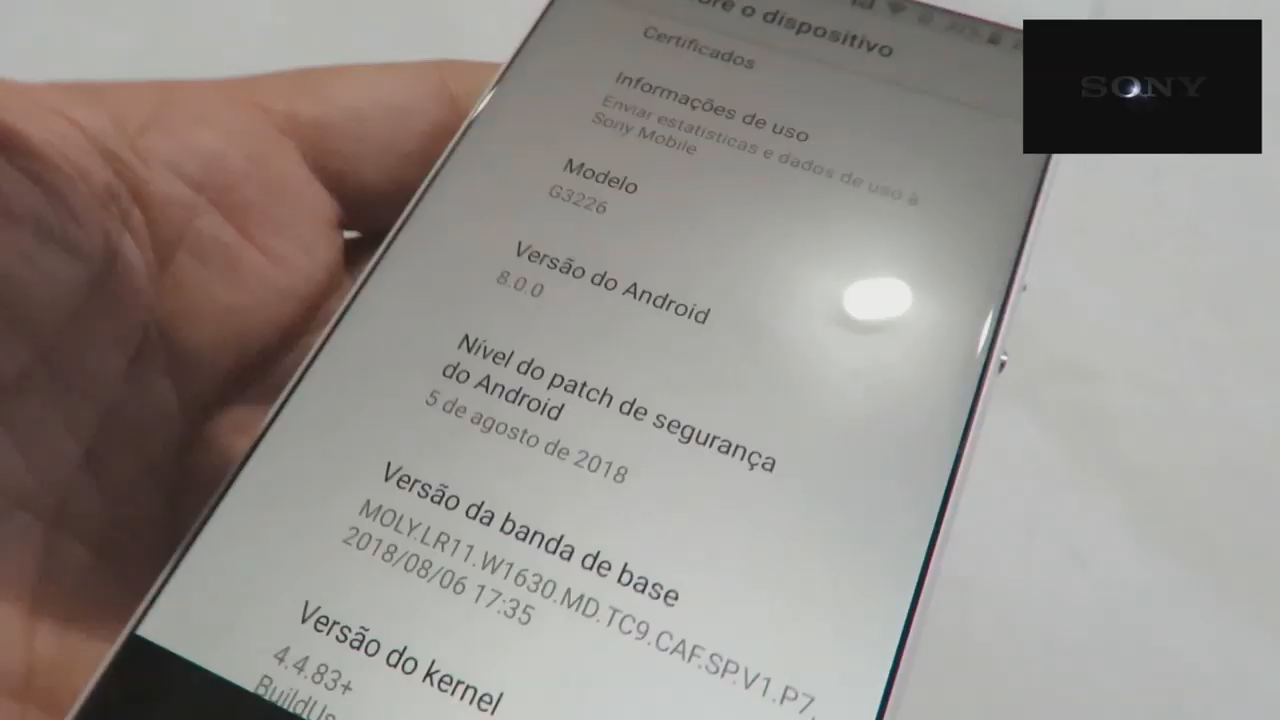 o dispositivo
Certificados
Informações de uso
Enviar estatísticas e dados de uso à
Sony Mobile
Modelo
G3226
Versão do Android
8.0.0
Nível do patch de segurança
do Android
5 de agosto de 2018
Versão da banda de base
MOLY.LR11.W1630.MD.TC9.CAF.SP.V1.P7,
2018/08/06 17:35
Versão do kernel
4.4.83+
SONY